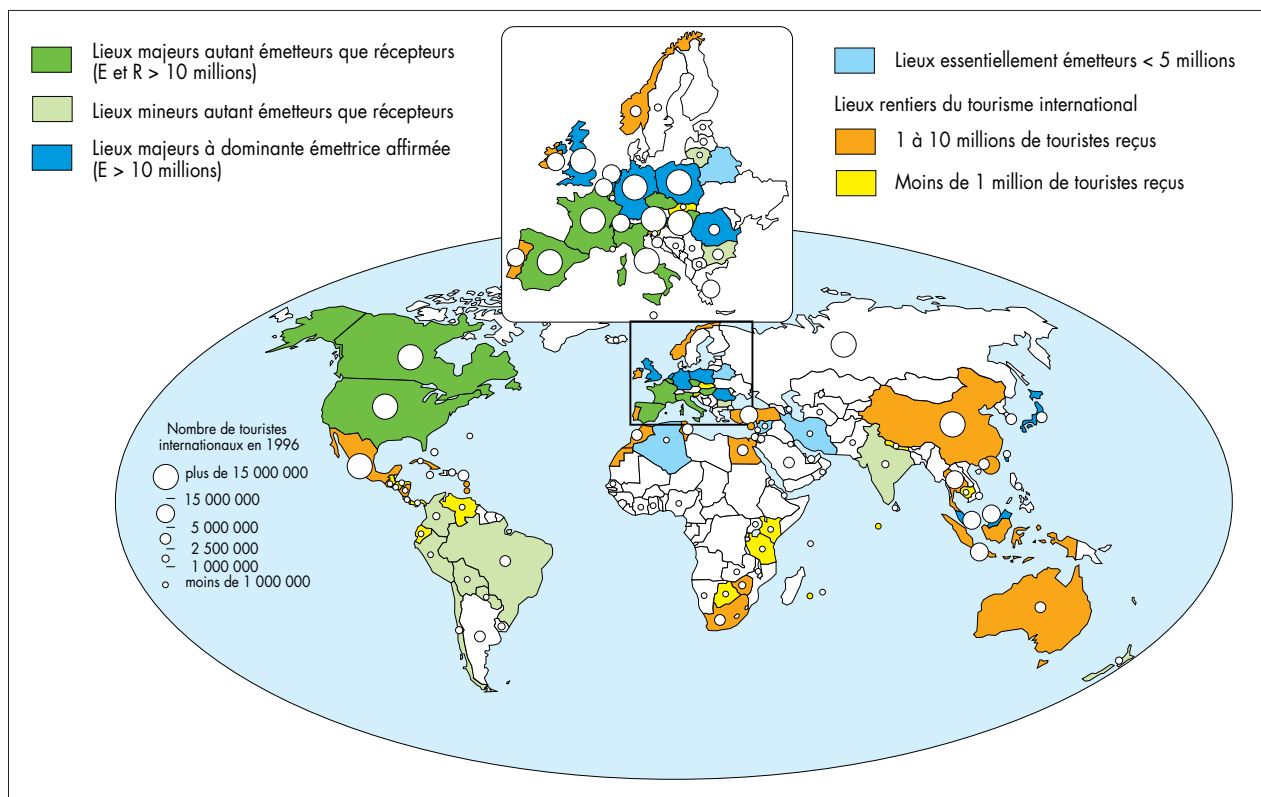 Lieux majeurs autant émetteurs que récepteurs
(E et R > 10 millions)
Lieux mineurs autant émetteurs que récepteurs
Lieux majeurs à dominante émettrice affirmée
(E > 10 millions)
Lieux essentiellement émetteurs < 5 millions
Lieux rentiers du tourisme international
1 à 10 millions de touristes reçus
Moins de 1 million de touristes reçus
Nombre de touristes
internationaux en 1996
plus de 15 000 000
15 000 000
5 000 000
2 500 000
1 000 000
moins de 1 000 000